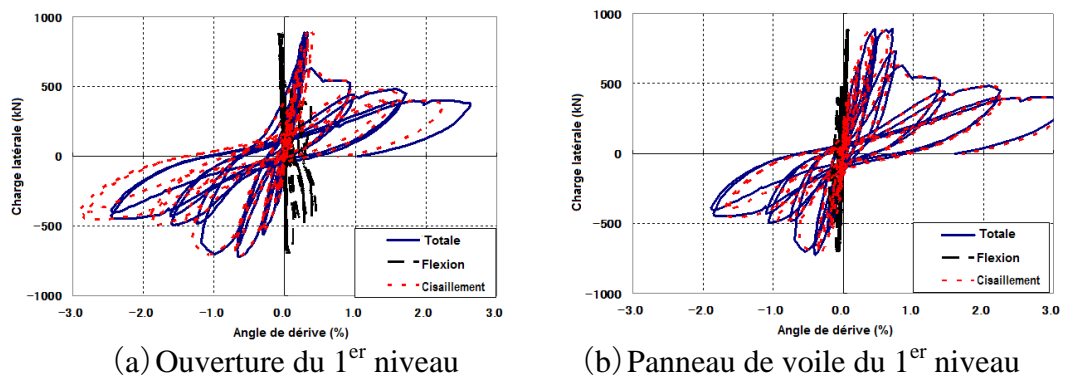 1000
500
0
−500
−1000
Charge latérale (kN)
Totale
Flexion
Cisaillement
−3.0 −2.0 −1.0 0.0 1.0 2.0 3.0
Angle de dérive (%)
(a) Ouverture du 1er niveau
1000
500
0
−500
−1000
Charge latérale (kN)
Totale
Flexion
Cisaillement
−3.0 −2.0 −1.0 0.0 1.0 2.0 3.0
Angle de dérive (%)
(b) Panneau de voile du 1er niveau